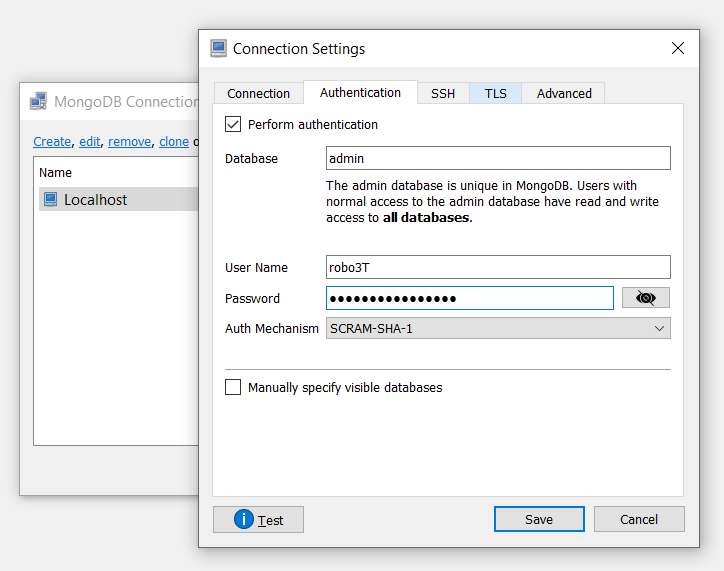 Connection Settings
MongoDB Connection
Create, edit, remove, clone o
Name
Localhost
Connection
Authentication
SSH
TLS
Advanced
Perform authentication
Database
admin
The admin database is unique in MongoDB. Users with
normal access to the admin database have read and write
access to all databases.
User Name
robo3T
Password
●●●●●●●●●●●●●●●●
Auth Mechanism
SCRAM-SHA-1
Manually specify visible databases
Test
Save
Cancel